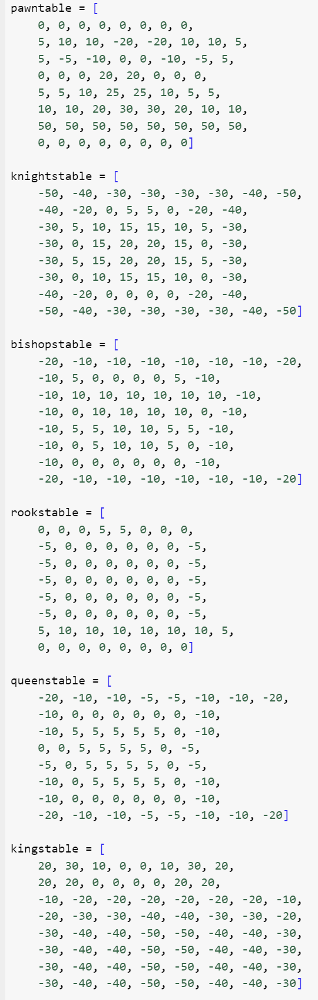 pawntable = [
0, 0, 0, 0, 0, 0, 0, 0,
5, 10, 10, -20, -20, 10, 10, 5,
5, -5, -10, 0, 0, -10, -5, 5,
0, 0, 0, 20, 20, 0, 0, 0,
5, 5, 10, 25, 25, 10, 5, 5,
10, 10, 20, 30, 30, 20, 10, 10,
50, 50, 50, 50, 50, 50, 50, 50,
0, 0, 0, 0, 0, 0, 0, 0]
knightstable = [
-50, -40, -30, -30, -30, -30, -40, -50,
-40, -20, 0, 5, 5, 0, -20, -40,
-30, 5, 10, 15, 15, 10, 5, -30,
-30, 0, 15, 20, 20, 15, 0, -30,
-30, 5, 15, 20, 20, 15, 5, -30,
-30, 0, 10, 15, 15, 10, 0, -30,
-40, -20, 0, 0, 0, 0, -20, -40,
-50, -40, -30, -30, -30, -30, -40, -50]
bishopstable = [
-20, -10, -10, -10, -10, -10, -10, -20,
-10, 5, 0, 0, 0, 0, 5, -10,
-10, 10, 10, 10, 10, 10, 10, -10,
-10, 0, 10, 10, 10, 10, 0, -10,
-10, 5, 5, 10, 10, 5, 5, -10,
-10, 0, 5, 10, 10, 5, 0, -10,
-10, 0, 0, 0, 0, 0, 0, -10,
-20, -10, -10, -10, -10, -10, -10, -20]
rookstable = [
0, 0, 0, 5, 5, 0, 0, 0,
-5, 0, 0, 0, 0, 0, 0, -5,
-5, 0, 0, 0, 0, 0, 0, -5,
-5, 0, 0, 0, 0, 0, 0, -5,
-5, 0, 0, 0, 0, 0, 0, -5,
-5, 0, 0, 0, 0, 0, 0, -5,
5, 10, 10, 10, 10, 10, 10, 5,
0, 0, 0, 0, 0, 0, 0, 0]
queenstable = [
-20, -10, -10, -5, -5, -10, -10, -20,
-10, 0, 0, 0, 0, 0, 0, -10,
-10, 5, 5, 5, 5, 5, 0, -10,
0, 0, 5, 5, 5, 5, 0, -5,
-5, 0, 5, 5, 5, 5, 0, -5,
-10, 0, 5, 5, 5, 5, 0, -10,
-10, 0, 0, 0, 0, 0, 0, -10,
-20, -10, -10, -5, -5, -10, -10, -20]
kingstable = [
20, 30, 10, 0, 0, 10, 30, 20,
20, 20, 0, 0, 0, 0, 20, 20,
-10, -20, -20, -20, -20, -20, -20, -10,
-20, -30, -30, -40, -40, -30, -30, -20,
-30, -40, -40, -50, -50, -40, -40, -30,
-30, -40, -40, -50, -50, -40, -40, -30,
-30, -40, -40, -50, -50, -40, -40, -30,
-30, -40, -40, -50, -50, -40, -40, -30]